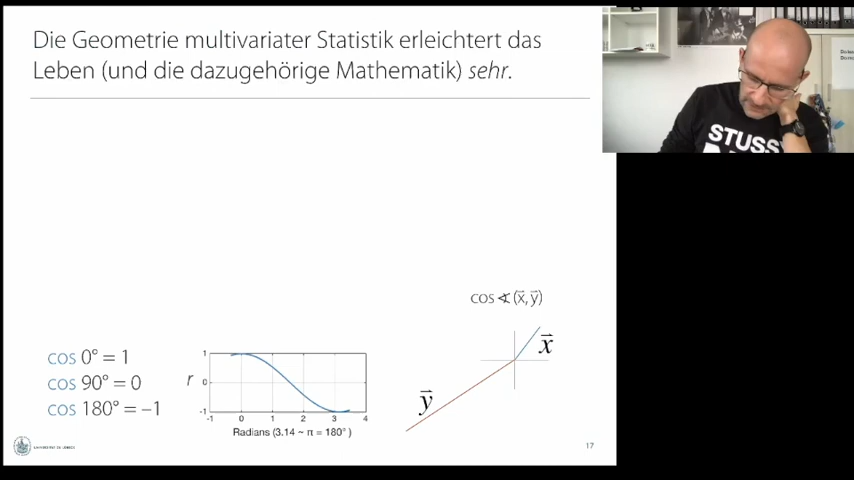 Die Geometrie multivariater Statistik erleichtert das
Leben (und die dazugehörige Mathematik) sehr.
STUSSY
cos ∢ (x⃗, y⃗)
cos 0° = 1
cos 90° = 0
cos 180° = −1
r
1
0
-1
-1 0 1 2 3 4
Radians (3.14 ~ π = 180°)
x⃗
y⃗
17